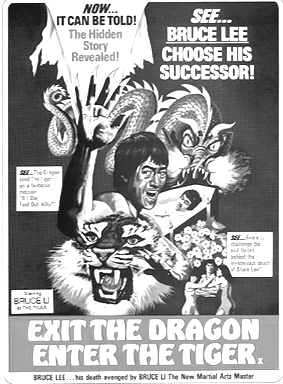 NOW...
IT CAN BE TOLD!
The Hidden
Story
Revealed!
SEE...
BRUCE LEE
CHOOSE HIS
SUCCESSOR!
SEE...The Dragon
send The Tiger
on a fantastic
mission
"If I Die
Find Out Why!"
SEE...Bruce Li
challenge the
evil forces
behind the
mysterious death
of Bruce Lee!
Starring
BRUCE LI
as THE TIGER
EXIT THE DRAGON
ENTER THE TIGER X
BRUCE LEE...his death avenged by BRUCE LI The New Martial Arts Master